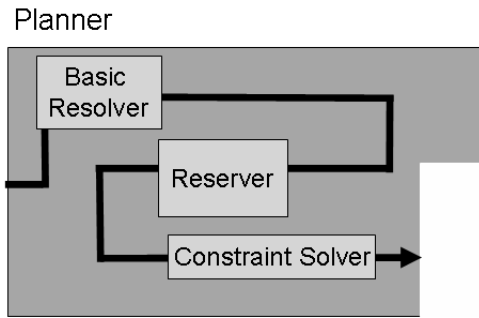 Planner
Basic
Resolver
Reserver
Constraint Solver